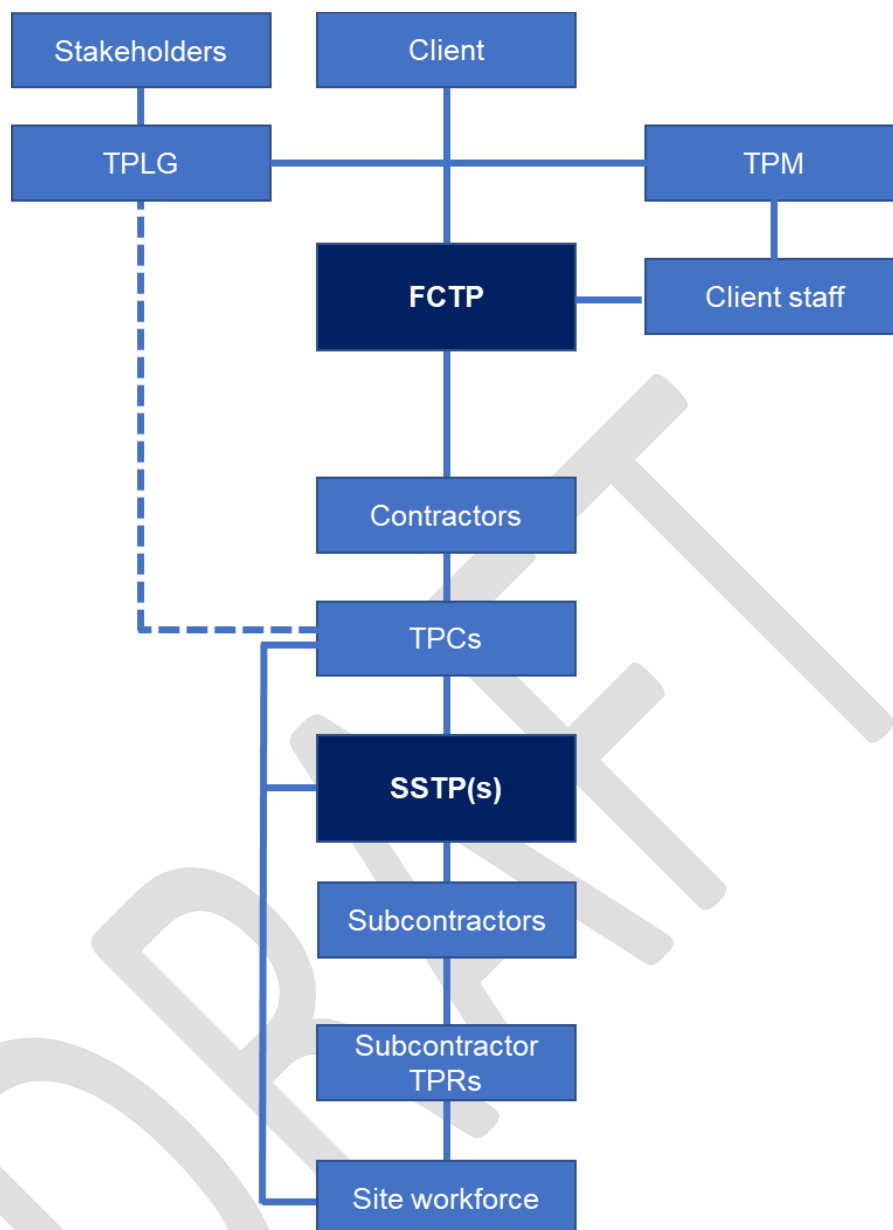 Stakeholders
Client
TPLG
TPM
FCTP
Client staff
Contractors
TPCs
SSTP(s)
Subcontractors
Subcontractor
TPRs
Site workforce
DRAFT